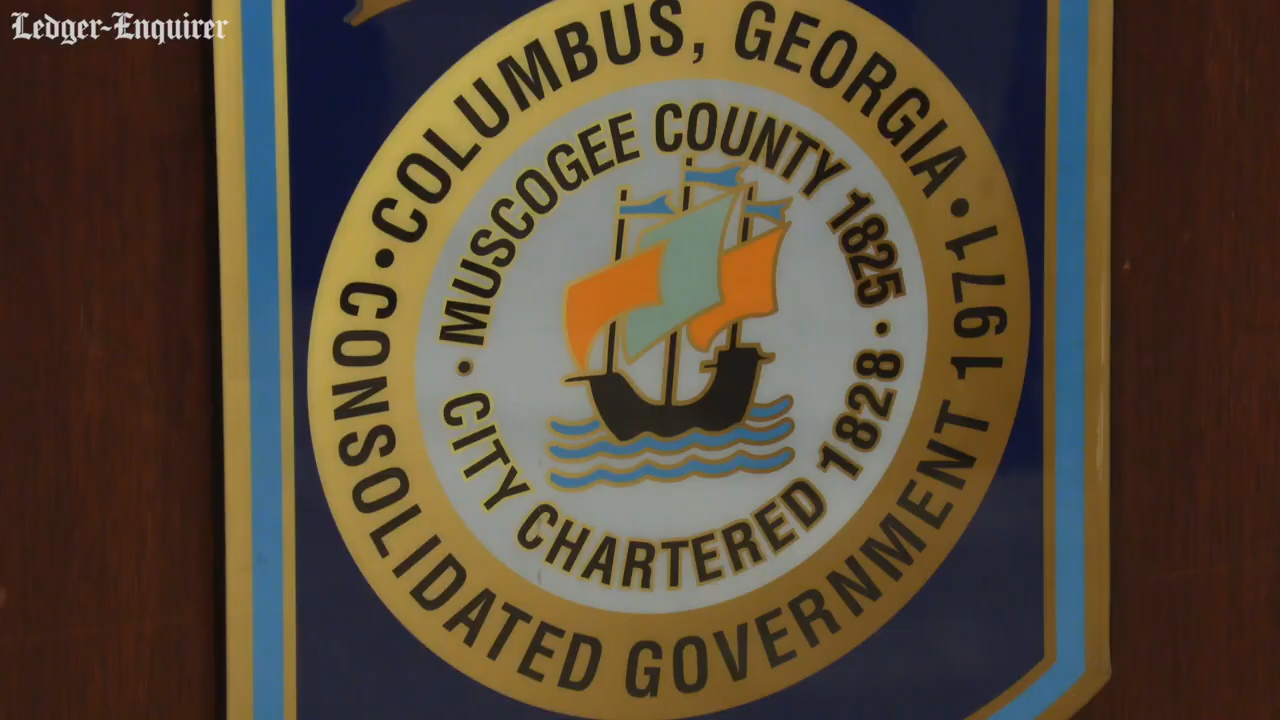 Ledger-Enquirer
• COLUMBUS, GEORGIA • 1971
CONSOLIDATED GOVERNMENT
• MUSCOGEE COUNTY 1825 •
CITY CHARTERED 1828